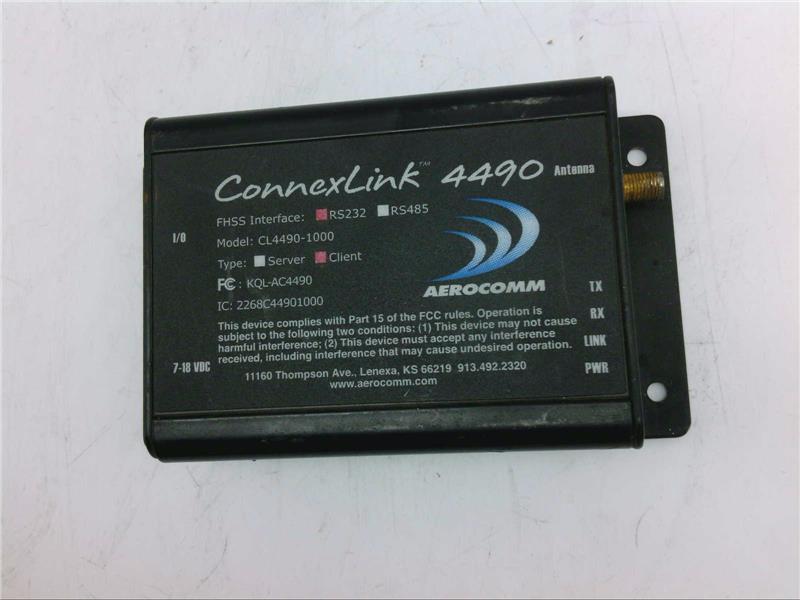 ConnexLink™ 4490
Antenna
FHSS Interface: RS232 RS485
I/O
Model: CL4490-1000
Type: Server Client
FC : KQL-AC4490
IC: 2268C44901000
AEROCOMM
TX
RX
LINK
PWR
This device complies with Part 15 of the FCC rules. Operation is
subject to the following two conditions: (1) This device may not cause
harmful interference; (2) This device must accept any interference
received, including interference that may cause undesired operation.
7-18 VDC
11160 Thompson Ave., Lenexa, KS 66219 913.492.2320
www.aerocomm.com